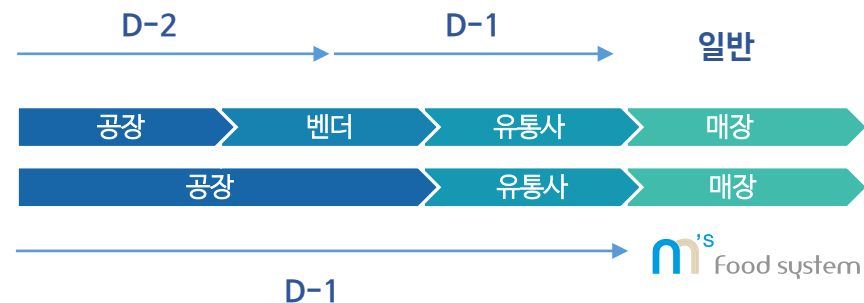 D-2 D-1 일반
공장 벤더 유통사 매장
공장 유통사 매장
m's Food system
D-1